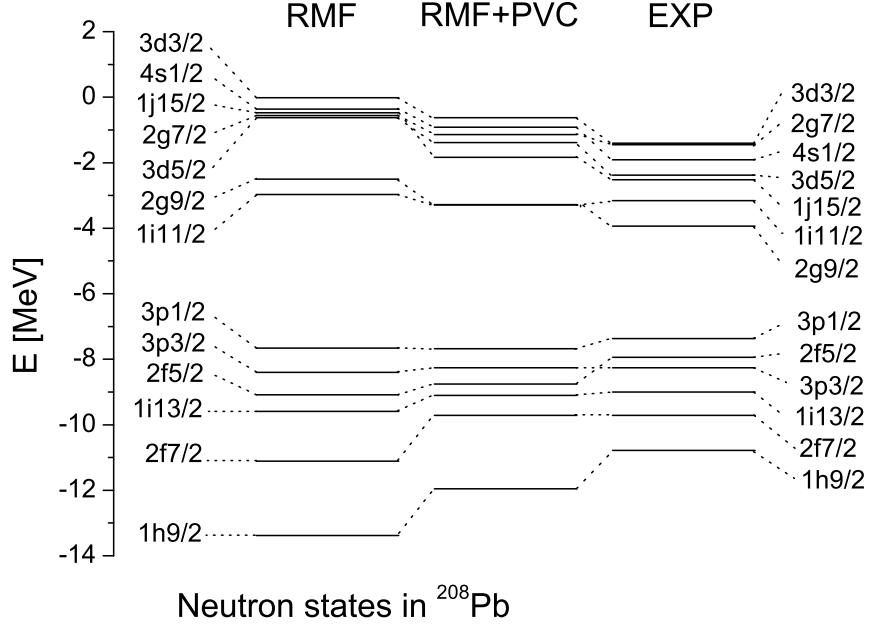 RMF RMF+PVC EXP
2
0
-2
-4
-6
-8
-10
-12
-14
E [MeV]
3d3/2
4s1/2
1j15/2
2g7/2
3d5/2
2g9/2
1i11/2
3p1/2
3p3/2
2f5/2
1i13/2
2f7/2
1h9/2
3d3/2
2g7/2
4s1/2
3d5/2
1j15/2
1i11/2
2g9/2
3p1/2
2f5/2
3p3/2
1i13/2
2f7/2
1h9/2
Neutron states in ²⁰⁸Pb